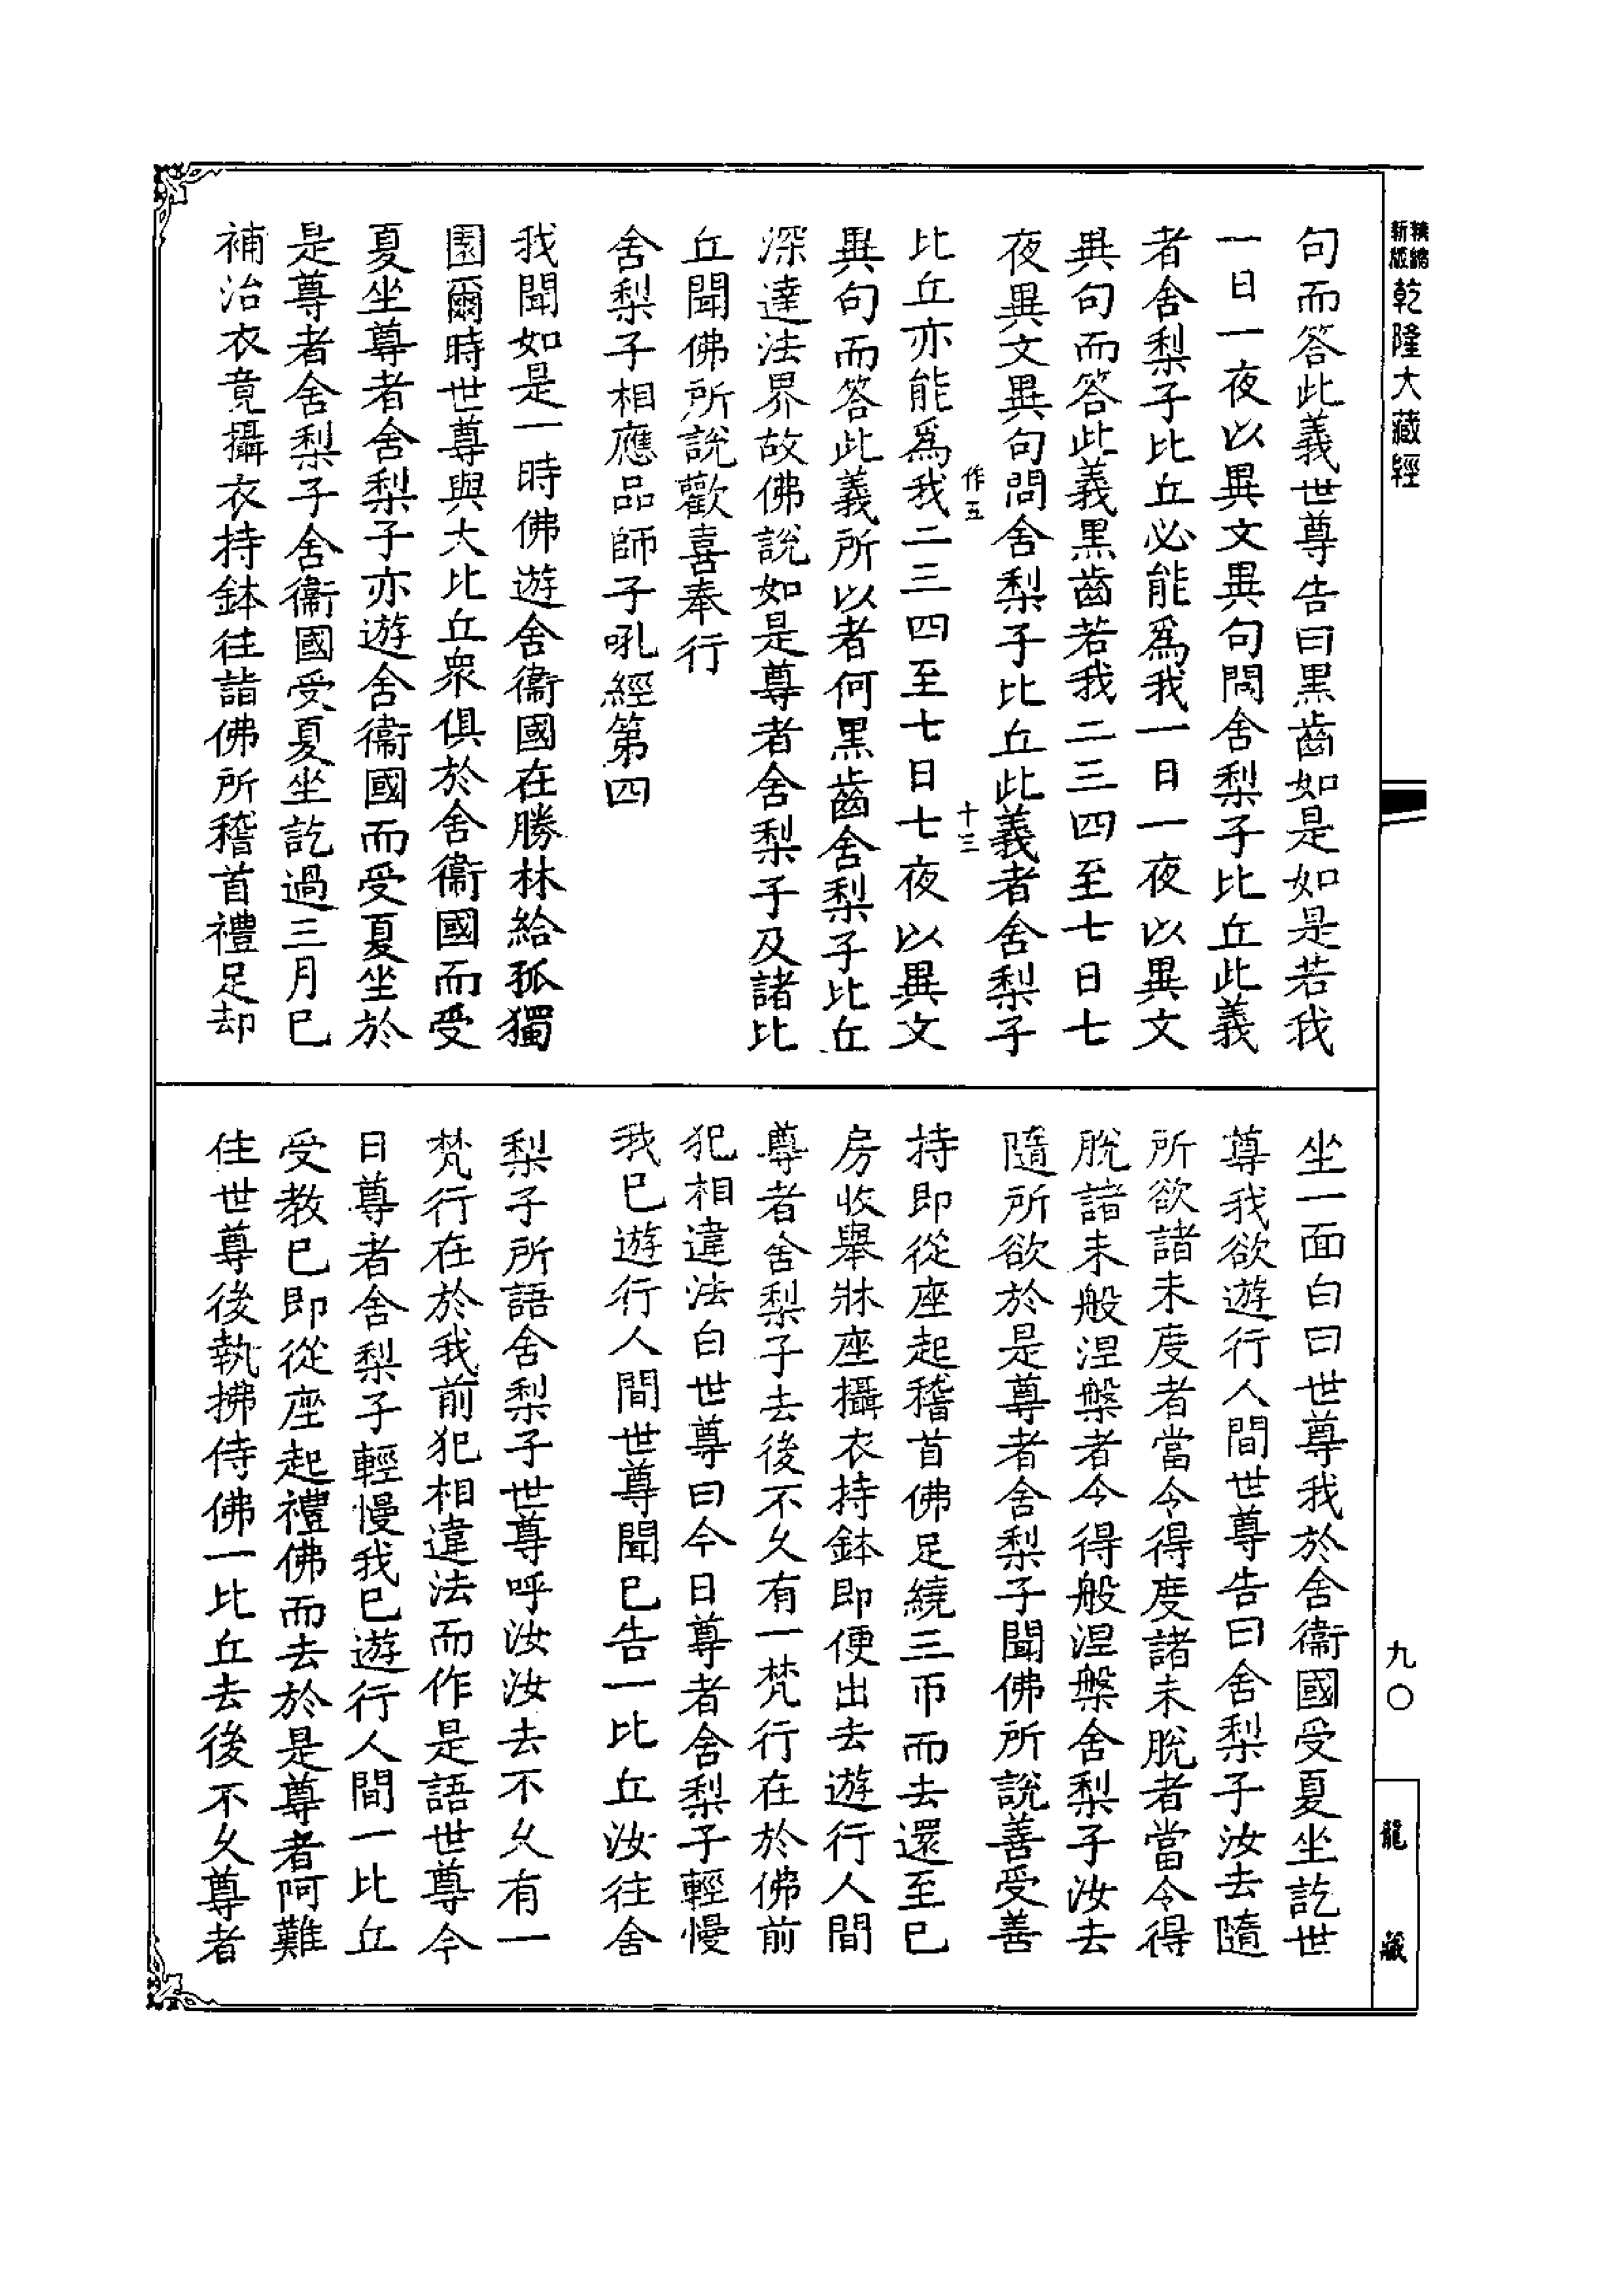 新版
精縮
乾隆大藏經
句而答此義世尊告曰黑齒如是如是若我
一日一夜以異文異句問舍梨子比丘此義
者舍梨子比丘必能爲我一日一夜以異文
異句而答此義黑齒若我二三四至七日七
夜異文異句問舍梨子比丘此義者舍梨子
作五
十三
比丘亦能爲我二三四至七日七夜以異文
異句而答此義所以者何黑齒舍梨子比丘
深達法界故佛說如是尊者舍梨子及諸比
丘聞佛所說歡喜奉行
舍梨子相應品師子吼經第四
我聞如是一時佛遊舍衞國在勝林給孤獨
園爾時世尊與大比丘衆俱於舍衞國而受
夏坐尊者舍梨子亦遊舍衞國而受夏坐於
是尊者舍梨子舍衞國受夏坐訖過三月已
補治衣竟攝衣持鉢往詣佛所稽首禮足却
坐一面白曰世尊我於舍衞國受夏坐訖世
尊我欲遊行人間世尊告曰舍梨子汝去隨
所欲諸未度者當令得度諸未脫者當令得
脫諸未般涅槃者令得般涅槃舍梨子汝去
隨所欲於是尊者舍梨子聞佛所說善受善
持即從座起稽首佛足繞三帀而去還至已
房收舉牀座攝衣持鉢即便出去遊行人間
尊者舍梨子去後不久有一梵行在於佛前
犯相違法白世尊曰今日尊者舍梨子輕慢
我已遊行人間世尊聞已告一比丘汝往舍
梨子所語舍梨子世尊呼汝汝去不久有一
梵行在於我前犯相違法而作是語世尊今
日尊者舍梨子輕慢我已遊行人間一比丘
受教已即從座起禮佛而去於是尊者阿難
住世尊後執拂侍佛一比丘去後不久尊者
九〇
龍藏